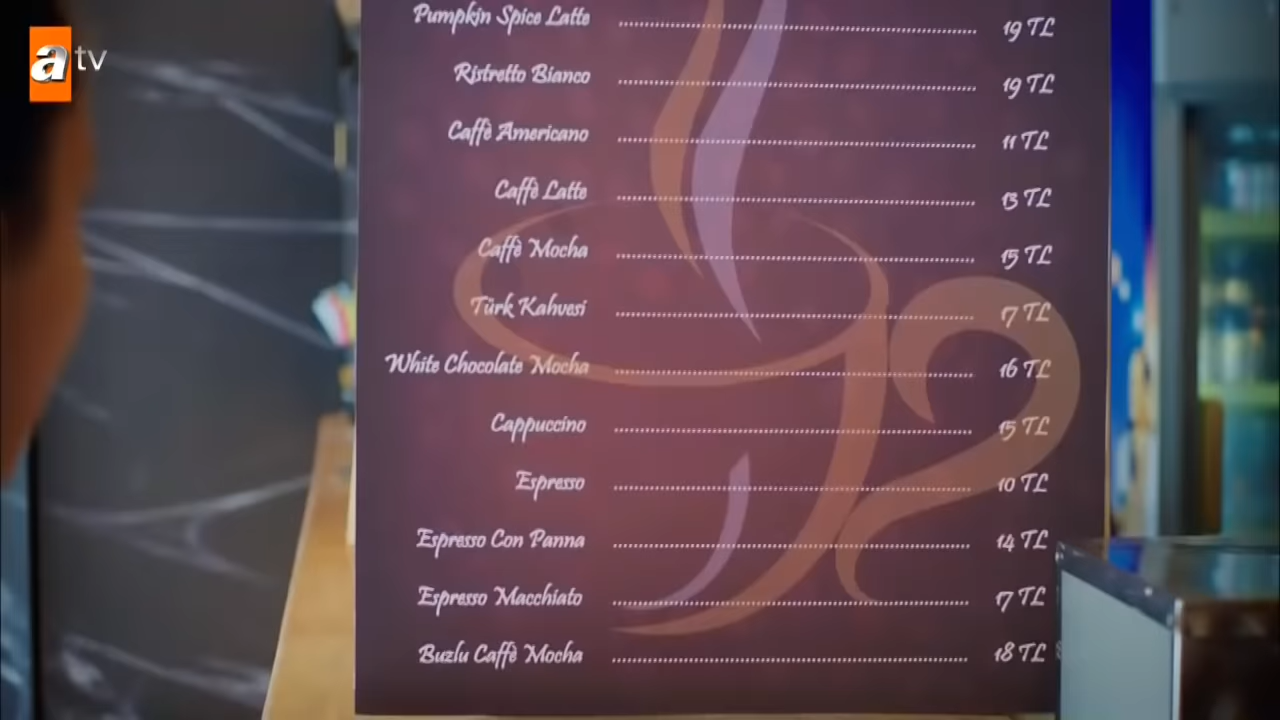 atv
Pumpkin Spice Latte ........ 19 TL
Ristretto Bianco ........ 19 TL
Caffè Americano ........ 11 TL
Caffè Latte ........ 13 TL
Caffè Mocha ........ 15 TL
Türk Kahvesi ........ 7 TL
White Chocolate Mocha ........ 16 TL
Cappuccino ........ 15 TL
Espresso ........ 10 TL
Espresso Con Panna ........ 14 TL
Espresso Macchiato ........ 17 TL
Buzlu Caffè Mocha ........ 18 TL